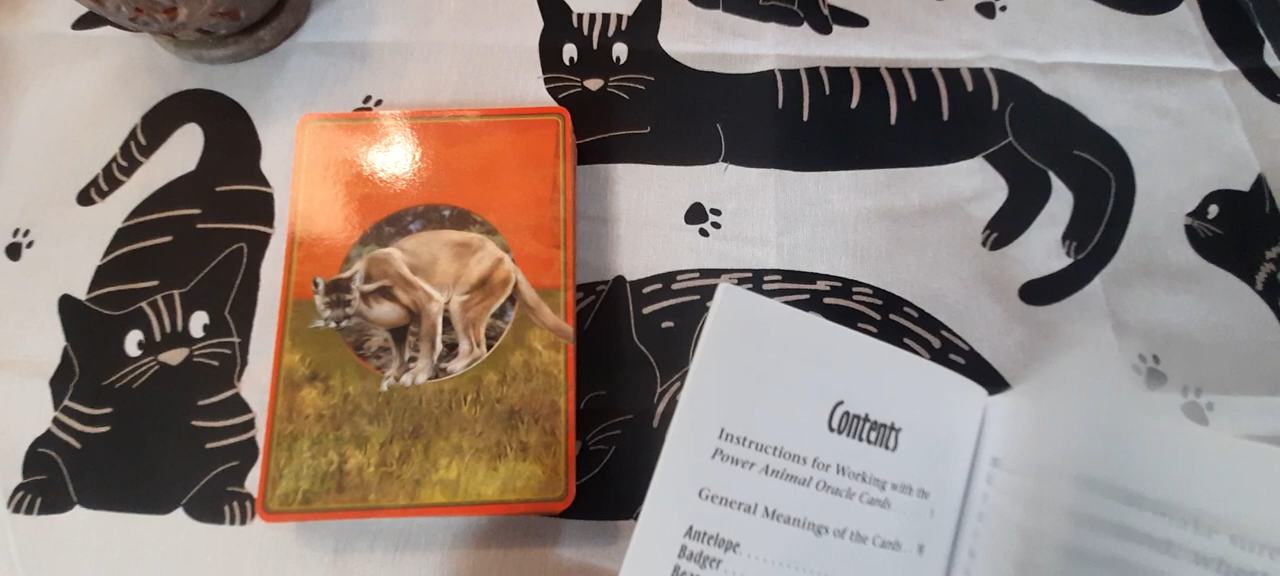 Contents
Instructions for Working with the
Power Animal Oracle Cards
General Meanings of the Cards
Antelope
Badger